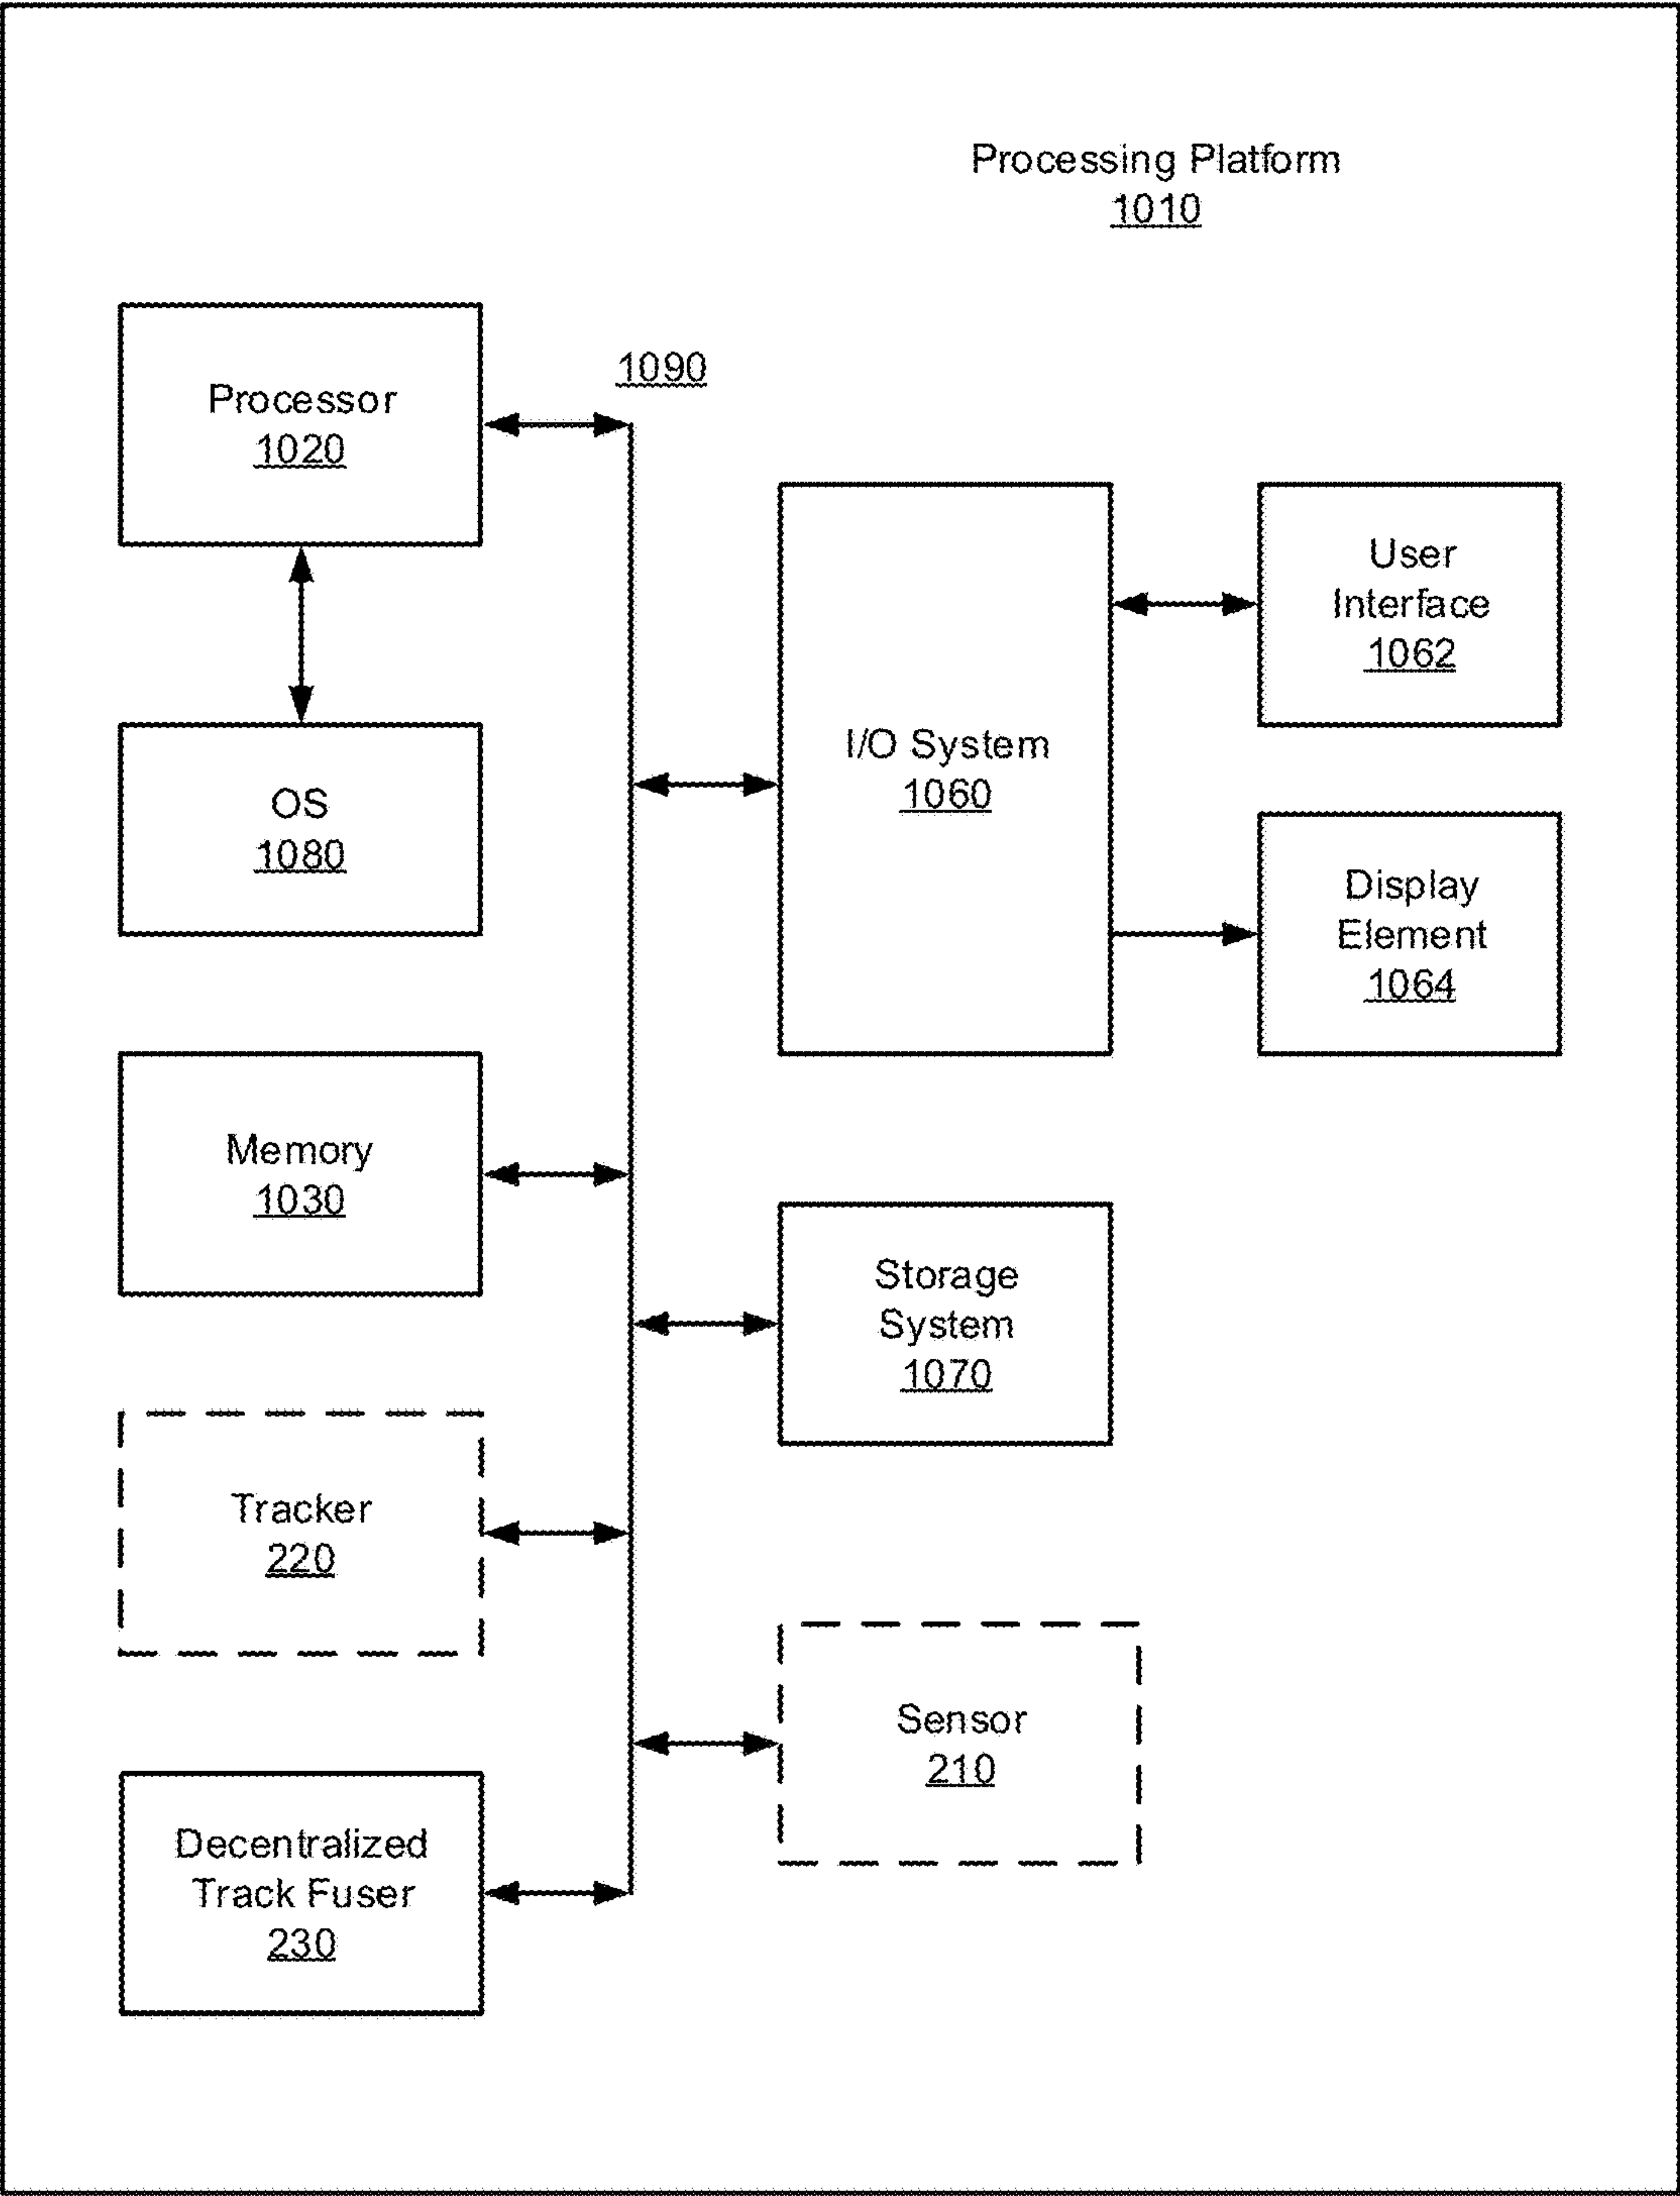 Processing Platform
1010
Processor
1020
1090
OS
1080
I/O System
1060
User
Interface
1062
Display
Element
1064
Memory
1030
Storage
System
1070
Tracker
220
Sensor
210
Decentralized
Track Fuser
230